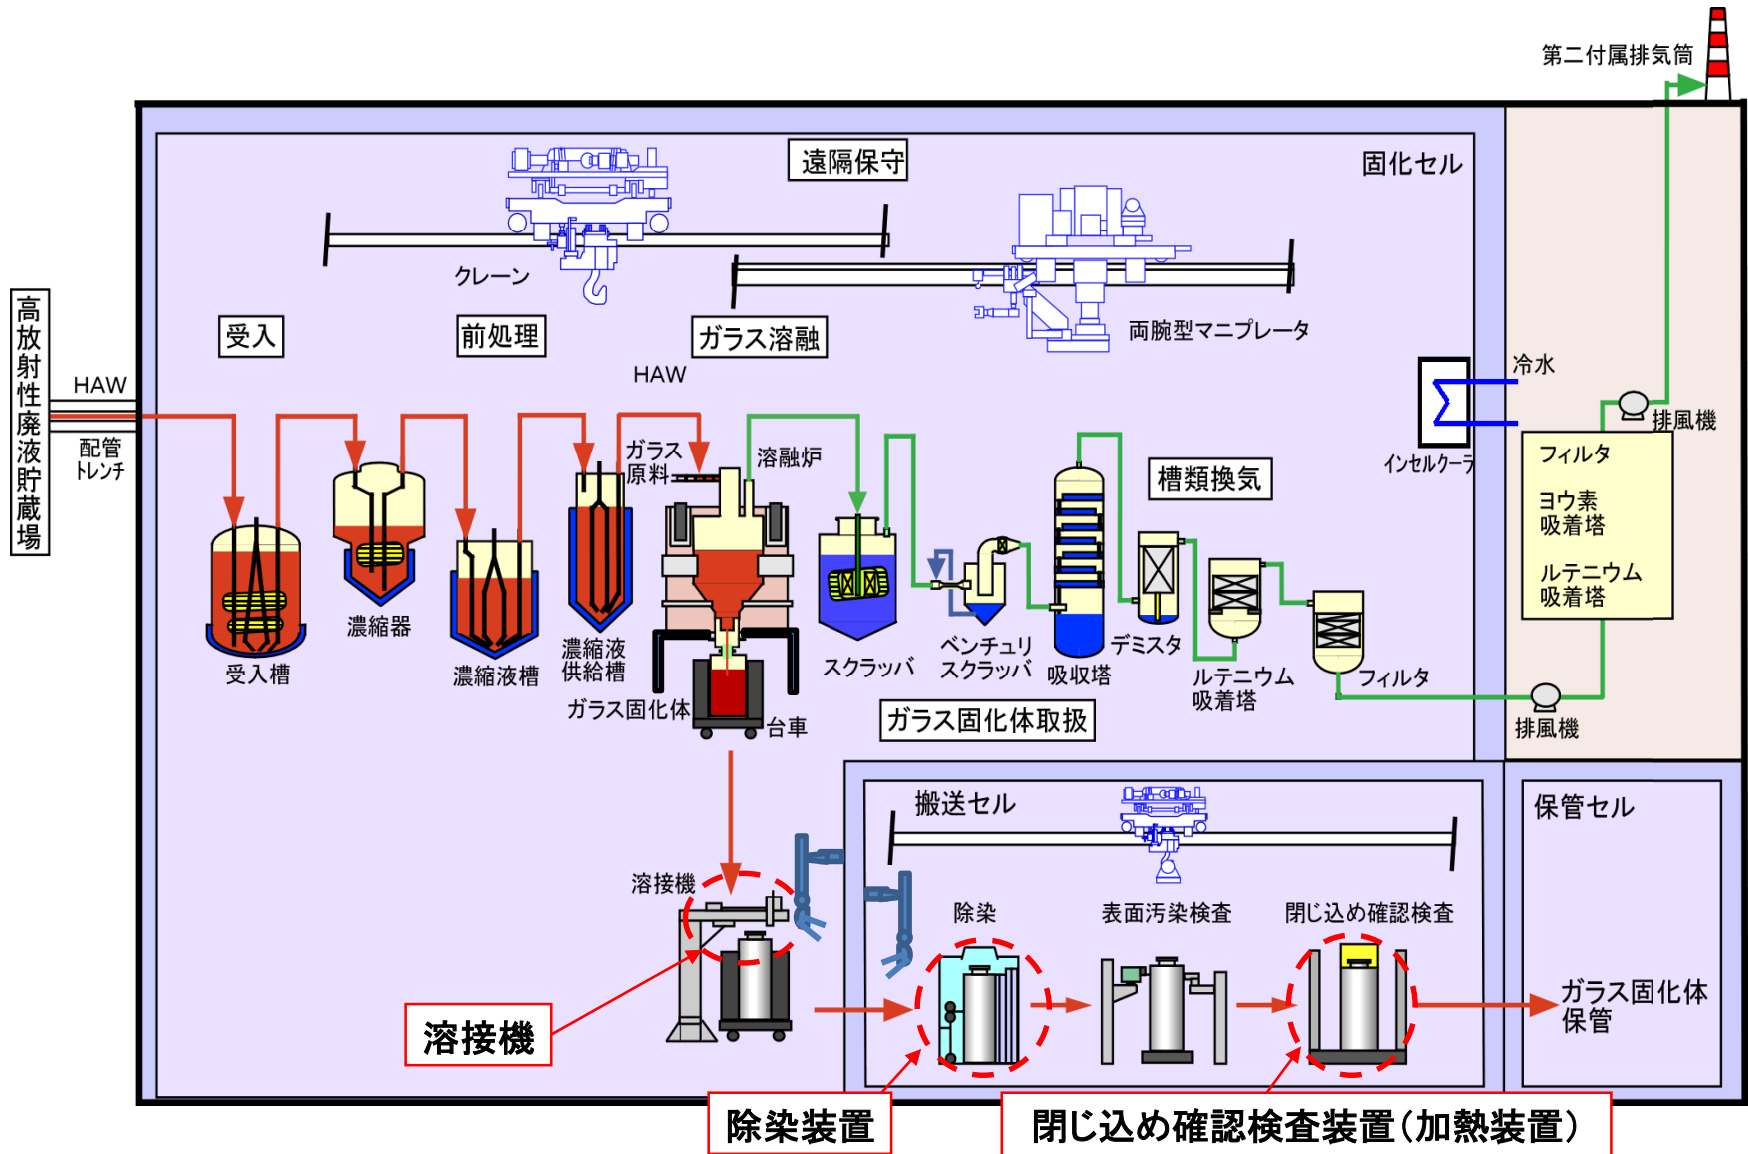 第二付属排気筒
遠隔保守
固化セル
クレーン
両腕型マニプレータ
高放射性廃液貯蔵場
受入
前処理
ガラス溶融
HAW
HAW
配管
トレンチ
冷水
インセルクーラ
排風機
ガラス
原料
溶融炉
槽類換気
フィルタ
ヨウ素
吸着塔
ルテニウム
吸着塔
受入槽
濃縮器
濃縮液槽
濃縮液
供給槽
ガラス固化体
台車
スクラッバ
ベンチュリ
スクラッバ
吸収塔
デミスタ
ルテニウム
吸着塔
フィルタ
排風機
ガラス固化体取扱
搬送セル
保管セル
溶接機
除染
表面汚染検査
閉じ込め確認検査
ガラス固化体
保管
溶接機
除染装置
閉じ込め確認検査装置(加熱装置)